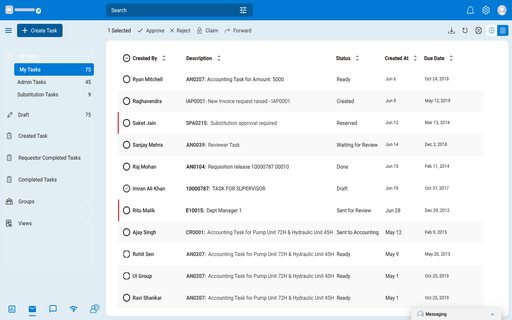 Search
Create Task
1 Selected Approve Reject Claim Forward
My Tasks 75
Admin Tasks 45
Substitution Tasks 9
Draft 75
Created Task
Requestor Completed Tasks
Completed Tasks
Groups
Views
Created By Description Status Created At Due Date
Ryan Mitchell AN0207: Accounting Task for Amount: 5000 Ready Jun 6 Oct 24, 2018
Raghavendra IAP0001: New Invoice request raised - IAP0001 Created Jun 9 May 12, 2019
Saket Jain SPA0215: Substitution approval required Reserved Jun 12 Mar 13, 2014
Sanjay Mehra AN0039: Reviewer Task Waiting for Review Jun 14 Dec 2, 2018
Raj Mohan AN0104: Requisition release 10000787 00010 Done Jun 15 Feb 11, 2014
Imran Ali Khan 10000787: TASK FOR SUPERVISOR Draft Jun 18 Oct 31, 2017
Ritu Malik E10015: Dept Manager 1 Sent for Review Jun 28 Dec 29, 2012
Ajay Singh CR0001: Accounting Task for Pump Unit 72H & Hydraulic Unit 45H Sent to Accounting May 12 Feb 9, 2015
Rohit Sen AN0207: Accounting Task for Pump Unit 72H & Hydraulic Unit 45H Ready May 9 May 20, 2015
UI Group AN0207: Accounting Task for Pump Unit 72H & Hydraulic Unit 45H Ready May 1 Oct 25, 2019
Ravi Shankar AN0207: Accounting Task for Pump Unit 72H & Hydraulic Unit 45H Ready May 1 Oct 25, 2019
Messaging